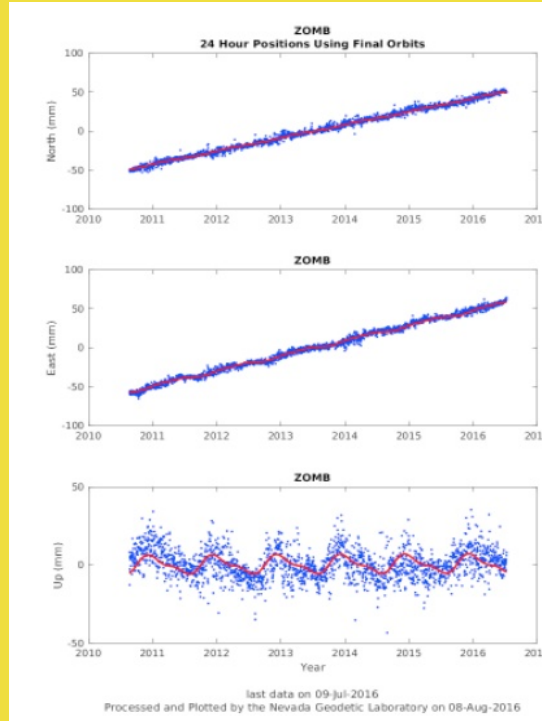 ZOMB
24 Hour Positions Using Final Orbits
100
50
0
-50
-100
North (mm)
2010 2011 2012 2013 2014 2015 2016
ZOMB
100
50
0
-50
-100
East (mm)
2010 2011 2012 2013 2014 2015 2016
ZOMB
50
0
-50
Up (mm)
2010 2011 2012 2013 2014 2015 2016
Year
last data on 09-Jul-2016
Processed and Plotted by the Nevada Geodetic Laboratory on 08-Aug-2016